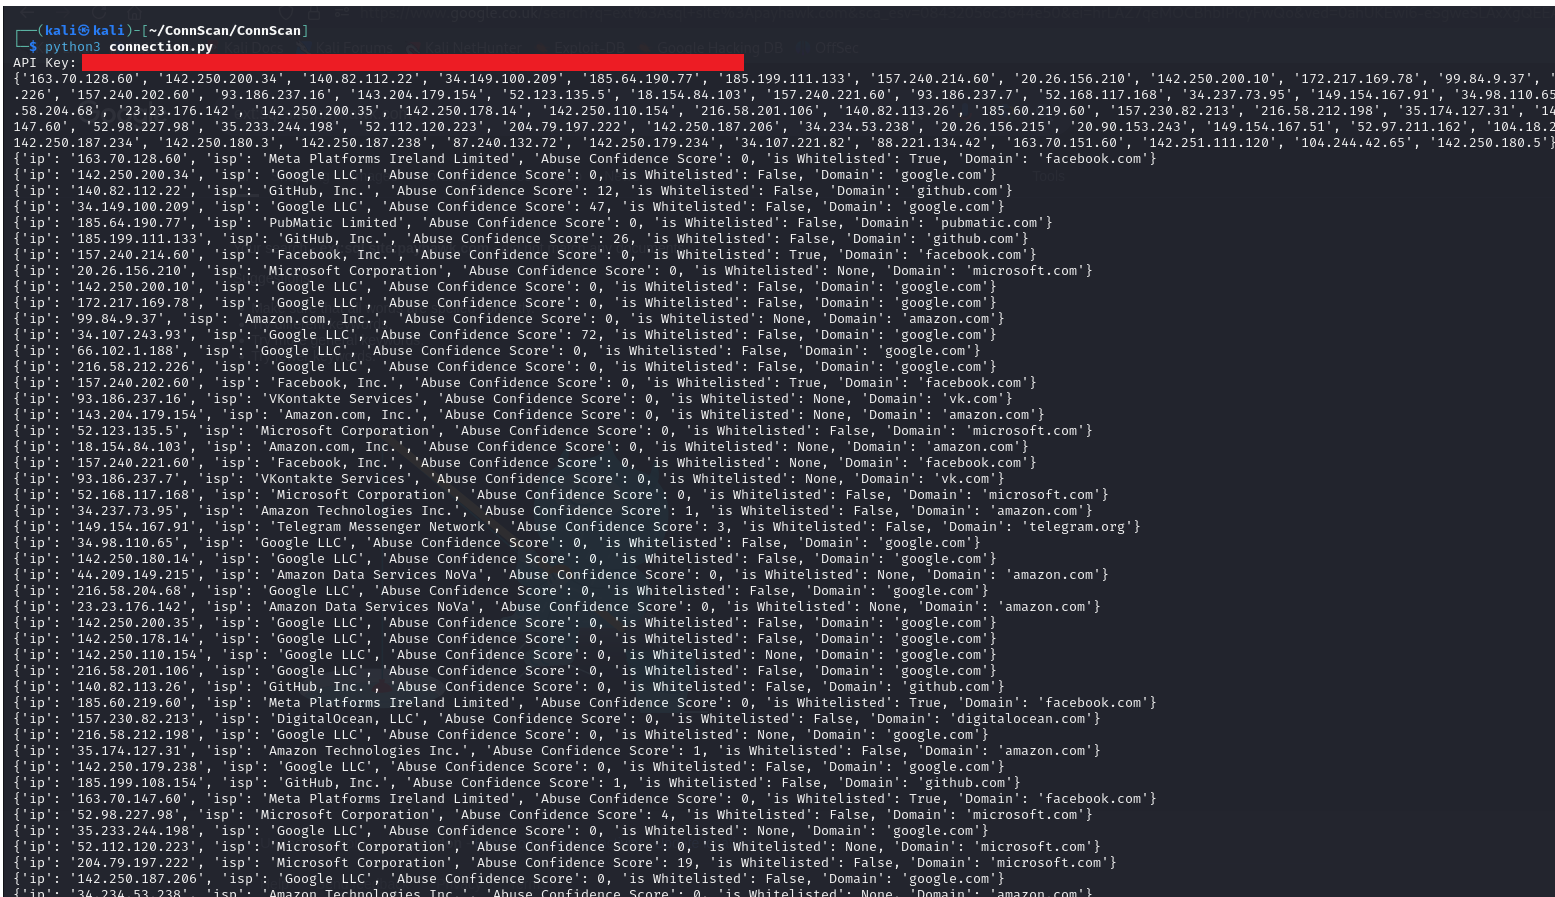 ┌──(kali㉿kali)-[~/ConnScan/ConnScan]
└─$ python3 connection.py
API Key:
{'163.70.128.60', '142.250.200.34', '140.82.112.22', '34.149.100.209', '185.64.190.77', '185.199.111.133', '157.240.214.60', '20.26.156.210', '142.250.200.10', '172.217.169.78', '99.84.9.37', '
.226', '157.240.202.60', '93.186.237.16', '143.204.179.154', '52.123.135.5', '18.154.84.103', '157.240.221.60', '93.186.237.7', '52.168.117.168', '34.237.73.95', '149.154.167.91', '34.98.110.65
.58.204.68', '23.23.176.142', '142.250.200.35', '142.250.178.14', '142.250.110.154', '216.58.201.106', '140.82.113.26', '185.60.219.60', '157.230.82.213', '216.58.212.198', '35.174.127.31', '14
147.60', '52.98.227.98', '35.233.244.198', '52.112.120.223', '204.79.197.222', '142.250.187.206', '34.234.53.238', '20.26.156.215', '20.90.153.243', '149.154.167.51', '52.97.211.162', '104.18.2
142.250.187.234', '142.250.180.3', '142.250.187.238', '87.240.132.72', '142.250.179.234', '34.107.221.82', '88.221.134.42', '163.70.151.60', '142.251.111.120', '104.244.42.65', '142.250.180.5'}
{'ip': '163.70.128.60', 'isp': 'Meta Platforms Ireland Limited', 'Abuse Confidence Score': 0, 'is Whitelisted': True, 'Domain': 'facebook.com'}
{'ip': '142.250.200.34', 'isp': 'Google LLC', 'Abuse Confidence Score': 0, 'is Whitelisted': False, 'Domain': 'google.com'}
{'ip': '140.82.112.22', 'isp': 'GitHub, Inc.', 'Abuse Confidence Score': 12, 'is Whitelisted': False, 'Domain': 'github.com'}
{'ip': '34.149.100.209', 'isp': 'Google LLC', 'Abuse Confidence Score': 47, 'is Whitelisted': False, 'Domain': 'google.com'}
{'ip': '185.64.190.77', 'isp': 'PubMatic Limited', 'Abuse Confidence Score': 0, 'is Whitelisted': False, 'Domain': 'pubmatic.com'}
{'ip': '185.199.111.133', 'isp': 'GitHub, Inc.', 'Abuse Confidence Score': 26, 'is Whitelisted': False, 'Domain': 'github.com'}
{'ip': '157.240.214.60', 'isp': 'Facebook, Inc.', 'Abuse Confidence Score': 0, 'is Whitelisted': True, 'Domain': 'facebook.com'}
{'ip': '20.26.156.210', 'isp': 'Microsoft Corporation', 'Abuse Confidence Score': 0, 'is Whitelisted': None, 'Domain': 'microsoft.com'}
{'ip': '142.250.200.10', 'isp': 'Google LLC', 'Abuse Confidence Score': 0, 'is Whitelisted': False, 'Domain': 'google.com'}
{'ip': '172.217.169.78', 'isp': 'Google LLC', 'Abuse Confidence Score': 0, 'is Whitelisted': False, 'Domain': 'google.com'}
{'ip': '99.84.9.37', 'isp': 'Amazon.com, Inc.', 'Abuse Confidence Score': 0, 'is Whitelisted': None, 'Domain': 'amazon.com'}
{'ip': '34.107.243.93', 'isp': 'Google LLC', 'Abuse Confidence Score': 72, 'is Whitelisted': False, 'Domain': 'google.com'}
{'ip': '66.102.1.188', 'isp': 'Google LLC', 'Abuse Confidence Score': 0, 'is Whitelisted': False, 'Domain': 'google.com'}
{'ip': '216.58.212.226', 'isp': 'Google LLC', 'Abuse Confidence Score': 0, 'is Whitelisted': False, 'Domain': 'google.com'}
{'ip': '157.240.202.60', 'isp': 'Facebook, Inc.', 'Abuse Confidence Score': 0, 'is Whitelisted': True, 'Domain': 'facebook.com'}
{'ip': '93.186.237.16', 'isp': 'VKontakte Services', 'Abuse Confidence Score': 0, 'is Whitelisted': None, 'Domain': 'vk.com'}
{'ip': '143.204.179.154', 'isp': 'Amazon.com, Inc.', 'Abuse Confidence Score': 0, 'is Whitelisted': None, 'Domain': 'amazon.com'}
{'ip': '52.123.135.5', 'isp': 'Microsoft Corporation', 'Abuse Confidence Score': 0, 'is Whitelisted': False, 'Domain': 'microsoft.com'}
{'ip': '18.154.84.103', 'isp': 'Amazon.com, Inc.', 'Abuse Confidence Score': 0, 'is Whitelisted': None, 'Domain': 'amazon.com'}
{'ip': '157.240.221.60', 'isp': 'Facebook, Inc.', 'Abuse Confidence Score': 0, 'is Whitelisted': None, 'Domain': 'facebook.com'}
{'ip': '93.186.237.7', 'isp': 'VKontakte Services', 'Abuse Confidence Score': 0, 'is Whitelisted': None, 'Domain': 'vk.com'}
{'ip': '52.168.117.168', 'isp': 'Microsoft Corporation', 'Abuse Confidence Score': 0, 'is Whitelisted': False, 'Domain': 'microsoft.com'}
{'ip': '34.237.73.95', 'isp': 'Amazon Technologies Inc.', 'Abuse Confidence Score': 1, 'is Whitelisted': False, 'Domain': 'amazon.com'}
{'ip': '149.154.167.91', 'isp': 'Telegram Messenger Network', 'Abuse Confidence Score': 3, 'is Whitelisted': False, 'Domain': 'telegram.org'}
{'ip': '34.98.110.65', 'isp': 'Google LLC', 'Abuse Confidence Score': 0, 'is Whitelisted': False, 'Domain': 'google.com'}
{'ip': '142.250.180.14', 'isp': 'Google LLC', 'Abuse Confidence Score': 0, 'is Whitelisted': False, 'Domain': 'google.com'}
{'ip': '44.209.149.215', 'isp': 'Amazon Data Services NoVa', 'Abuse Confidence Score': 0, 'is Whitelisted': None, 'Domain': 'amazon.com'}
{'ip': '216.58.204.68', 'isp': 'Google LLC', 'Abuse Confidence Score': 0, 'is Whitelisted': False, 'Domain': 'google.com'}
{'ip': '23.23.176.142', 'isp': 'Amazon Data Services NoVa', 'Abuse Confidence Score': 0, 'is Whitelisted': None, 'Domain': 'amazon.com'}
{'ip': '142.250.200.35', 'isp': 'Google LLC', 'Abuse Confidence Score': 0, 'is Whitelisted': False, 'Domain': 'google.com'}
{'ip': '142.250.178.14', 'isp': 'Google LLC', 'Abuse Confidence Score': 0, 'is Whitelisted': False, 'Domain': 'google.com'}
{'ip': '142.250.110.154', 'isp': 'Google LLC', 'Abuse Confidence Score': 0, 'is Whitelisted': None, 'Domain': 'google.com'}
{'ip': '216.58.201.106', 'isp': 'Google LLC', 'Abuse Confidence Score': 0, 'is Whitelisted': False, 'Domain': 'google.com'}
{'ip': '140.82.113.26', 'isp': 'GitHub, Inc.', 'Abuse Confidence Score': 0, 'is Whitelisted': False, 'Domain': 'github.com'}
{'ip': '185.60.219.60', 'isp': 'Meta Platforms Ireland Limited', 'Abuse Confidence Score': 0, 'is Whitelisted': True, 'Domain': 'facebook.com'}
{'ip': '157.230.82.213', 'isp': 'DigitalOcean, LLC', 'Abuse Confidence Score': 0, 'is Whitelisted': False, 'Domain': 'digitalocean.com'}
{'ip': '216.58.212.198', 'isp': 'Google LLC', 'Abuse Confidence Score': 0, 'is Whitelisted': None, 'Domain': 'google.com'}
{'ip': '35.174.127.31', 'isp': 'Amazon Technologies Inc.', 'Abuse Confidence Score': 1, 'is Whitelisted': False, 'Domain': 'amazon.com'}
{'ip': '142.250.179.238', 'isp': 'Google LLC', 'Abuse Confidence Score': 0, 'is Whitelisted': False, 'Domain': 'google.com'}
{'ip': '185.199.108.154', 'isp': 'GitHub, Inc.', 'Abuse Confidence Score': 1, 'is Whitelisted': False, 'Domain': 'github.com'}
{'ip': '163.70.147.60', 'isp': 'Meta Platforms Ireland Limited', 'Abuse Confidence Score': 0, 'is Whitelisted': True, 'Domain': 'facebook.com'}
{'ip': '52.98.227.98', 'isp': 'Microsoft Corporation', 'Abuse Confidence Score': 4, 'is Whitelisted': False, 'Domain': 'microsoft.com'}
{'ip': '35.233.244.198', 'isp': 'Google LLC', 'Abuse Confidence Score': 0, 'is Whitelisted': None, 'Domain': 'google.com'}
{'ip': '52.112.120.223', 'isp': 'Microsoft Corporation', 'Abuse Confidence Score': 0, 'is Whitelisted': None, 'Domain': 'microsoft.com'}
{'ip': '204.79.197.222', 'isp': 'Microsoft Corporation', 'Abuse Confidence Score': 19, 'is Whitelisted': False, 'Domain': 'microsoft.com'}
{'ip': '142.250.187.206', 'isp': 'Google LLC', 'Abuse Confidence Score': 0, 'is Whitelisted': False, 'Domain': 'google.com'}
{'ip': '34.234.53.238', 'isp': 'Amazon Technologies Inc.', 'Abuse Confidence Score': 0, 'is Whitelisted': None, 'Domain': 'amazon.com'}